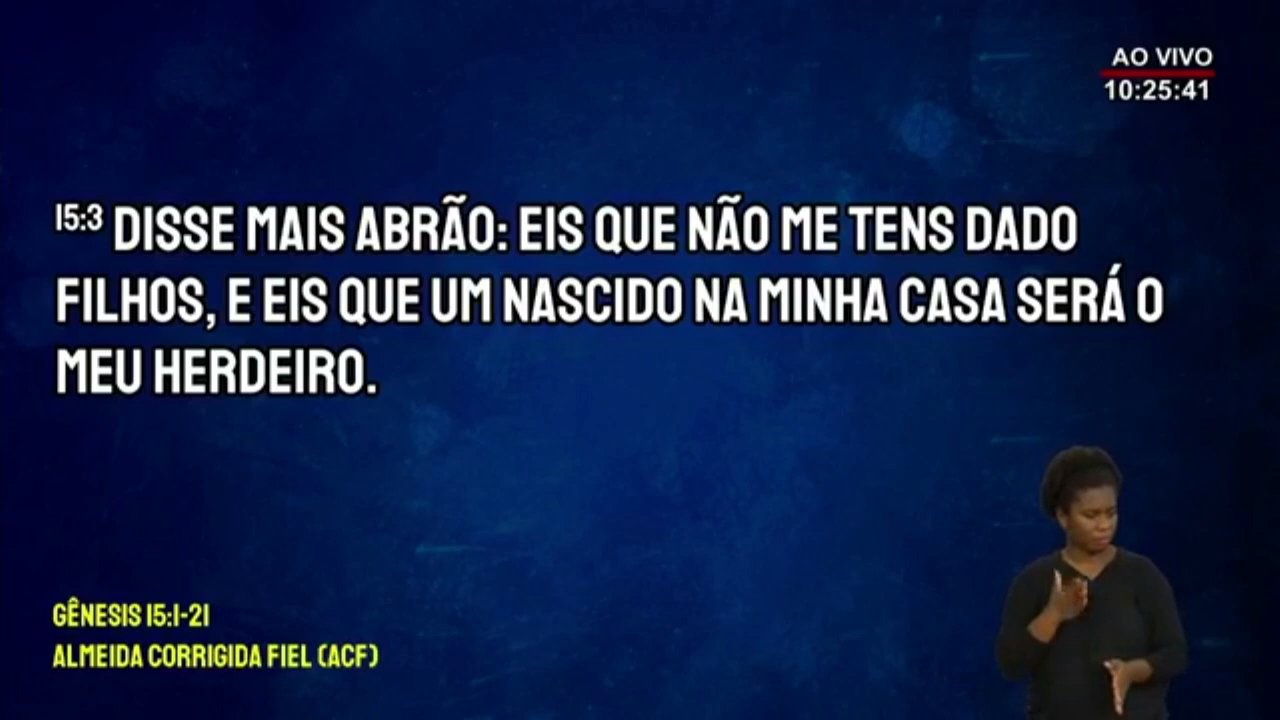 AO VIVO
10:25:41
15:3 DISSE MAIS ABRÃO: EIS QUE NÃO ME TENS DADO
FILHOS, E EIS QUE UM NASCIDO NA MINHA CASA SERÁ O
MEU HERDEIRO.
GÊNESIS 15:1-21
ALMEIDA CORRIGIDA FIEL (ACF)